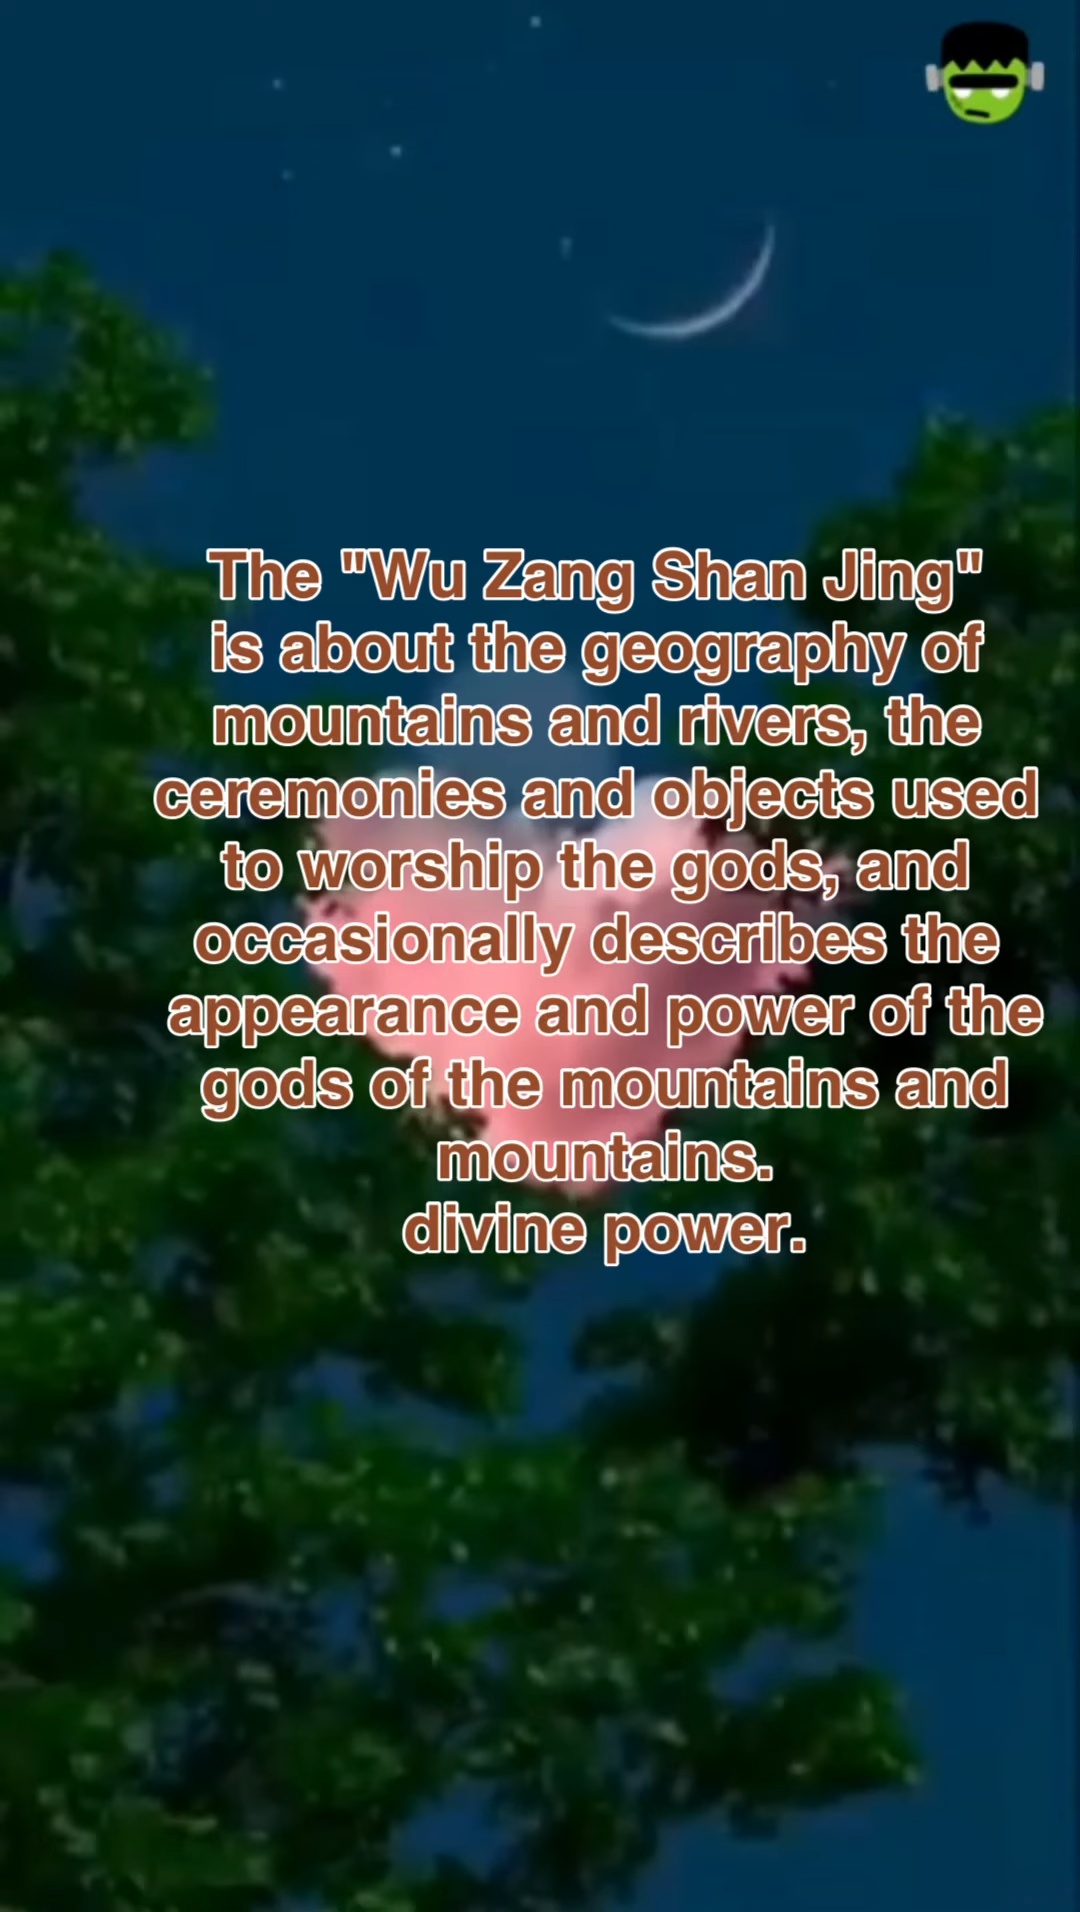 The "Wu Zang Shan Jing"
is about the geography of
mountains and rivers, the
ceremonies and objects used
to worship the gods, and
occasionally describes the
appearance and power of the
gods of the mountains and
mountains.
divine power.